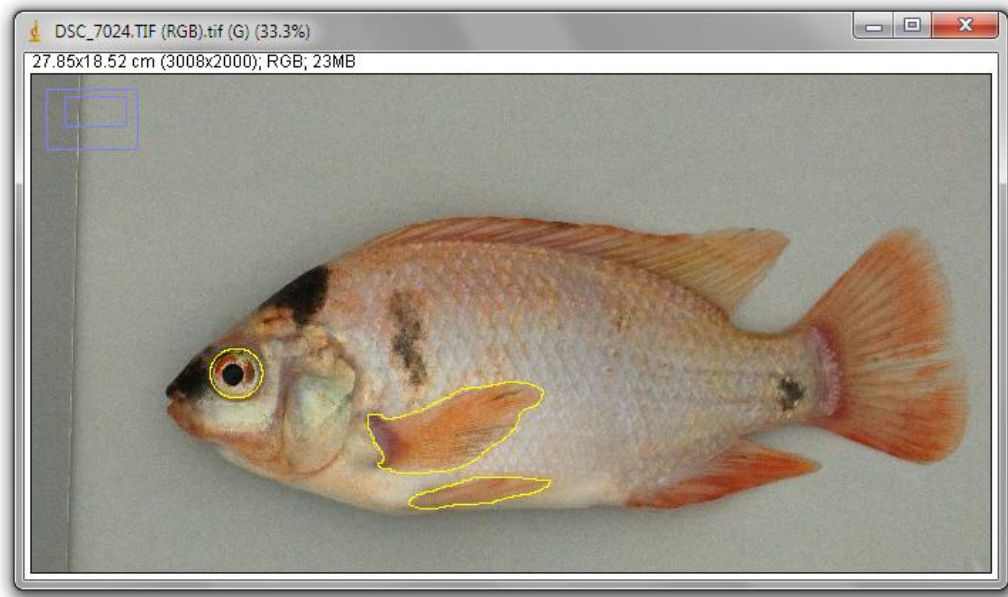 DSC_7024.TIF (RGB).tif (G) (33.3%)
27.85x18.52 cm (3008x2000); RGB; 23MB